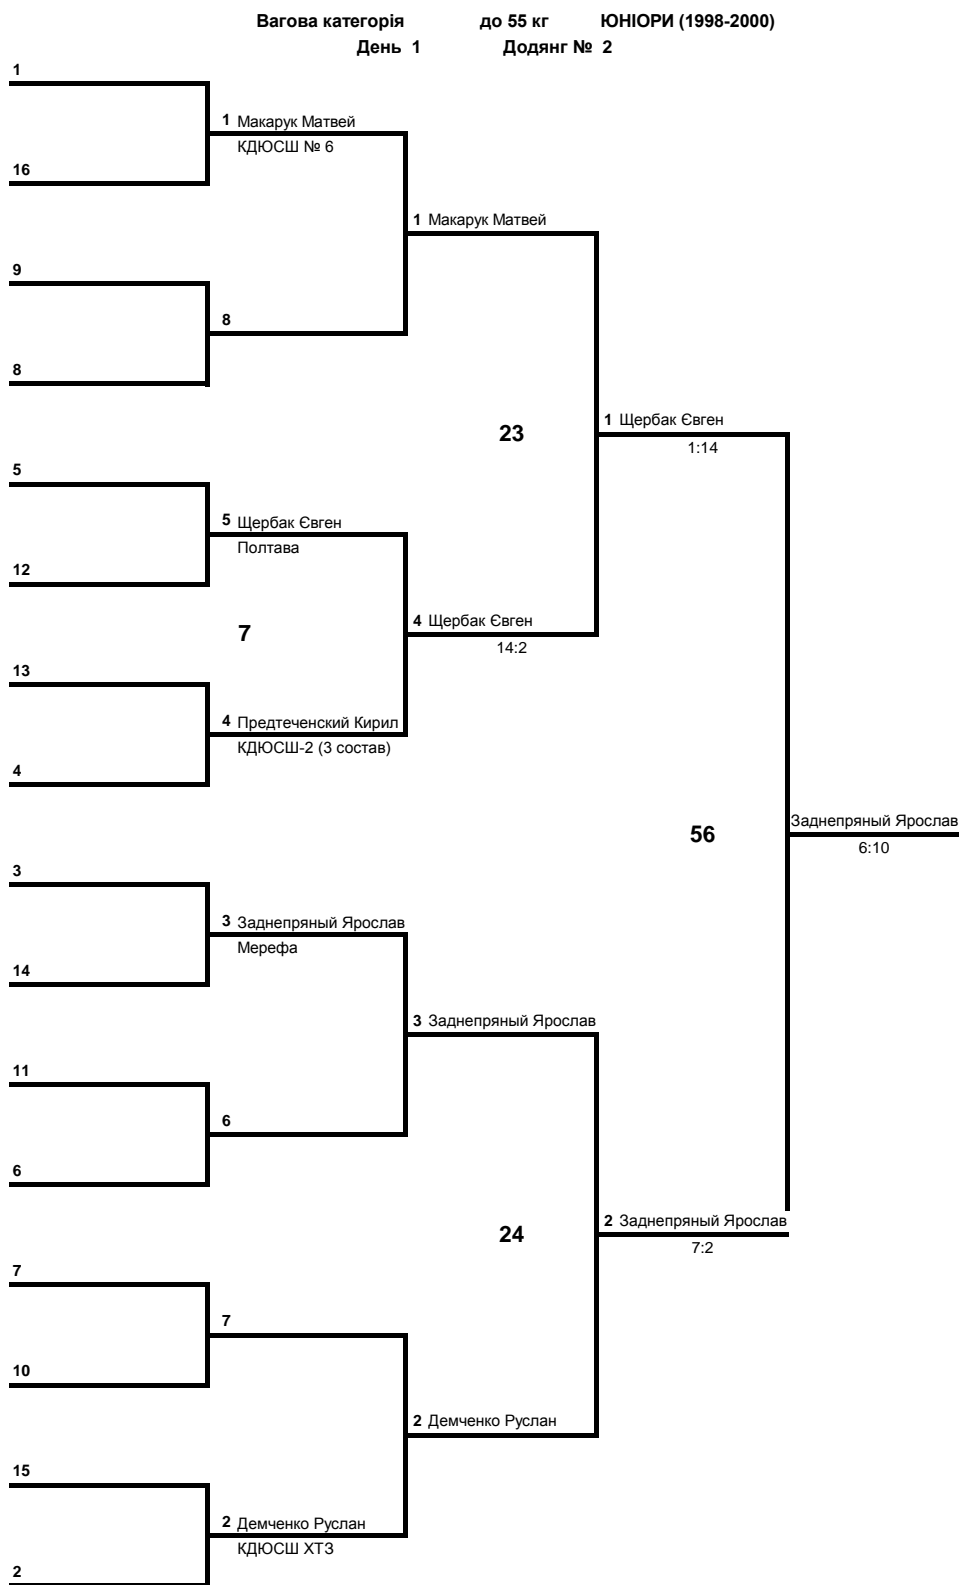 Вагова категорія до 55 кг ЮНІОРИ (1998-2000)
День 1 Додянг № 2
1
1 Макарук Матвей
КДЮСШ № 6
16
1 Макарук Матвей
9
8
8
1 Щербак Євген
23
1:14
5
5 Щербак Євген
Полтава
12
4 Щербак Євген
7
14:2
13
4 Предтеченский Кирил
КДЮСШ-2 (3 состав)
4
Заднепряный Ярослав
56
6:10
3
3 Заднепряный Ярослав
Мерефа
14
3 Заднепряный Ярослав
11
6
6
2 Заднепряный Ярослав
24
7:2
7
7
10
2 Демченко Руслан
15
2 Демченко Руслан
КДЮСШ ХТЗ
2